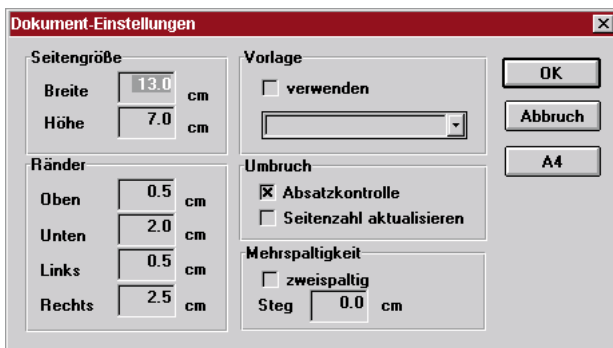 Dokument-Einstellungen
Seitengröße
Breite 13.0 cm
Höhe 7.0 cm
Ränder
Oben 0.5 cm
Unten 2.0 cm
Links 0.5 cm
Rechts 2.5 cm
Vorlage
verwenden
Umbruch
Absatzkontrolle
Seitenzahl aktualisieren
Mehrspaltigkeit
zweispaltig
Steg 0.0 cm
OK
Abbruch
A4